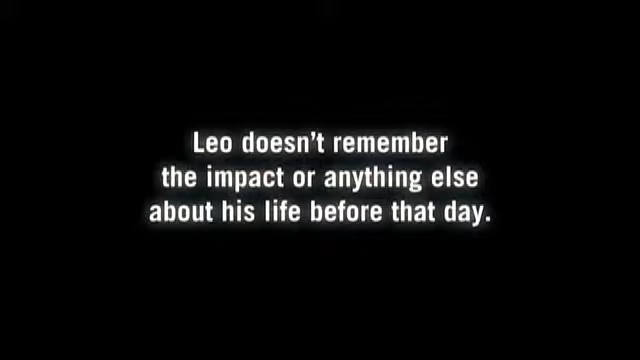 Leo doesn't remember
the impact or anything else
about his life before that day.